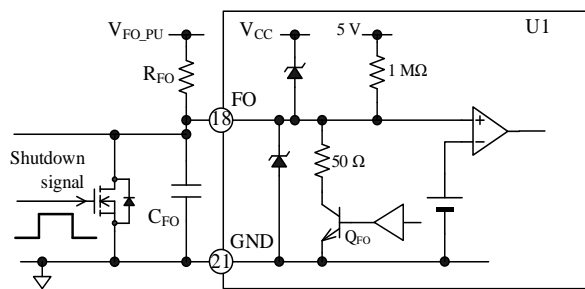 V_FO_PU
V_CC
5 V
U1
R_FO
1 MΩ
FO
18
Shutdown
signal
50 Ω
C_FO
Q_FO
GND
21